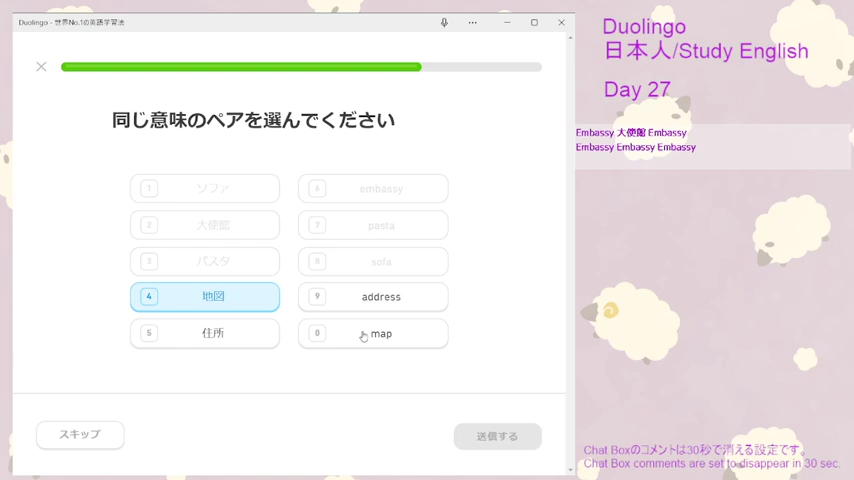 Duolingo - 世界No.1の英語学習法
同じ意味のペアを選んでください
1 ソファ
6 embassy
2 大使館
7 pasta
3 パスタ
8 sofa
4 地図
9 address
5 住所
0 map
スキップ
送信する
Duolingo
日本人/Study English
Day 27
Embassy 大使館 Embassy
Embassy Embassy Embassy
Chat Boxのコメントは30秒で消える設定です。
Chat Box comments are set to disappear in 30 sec.